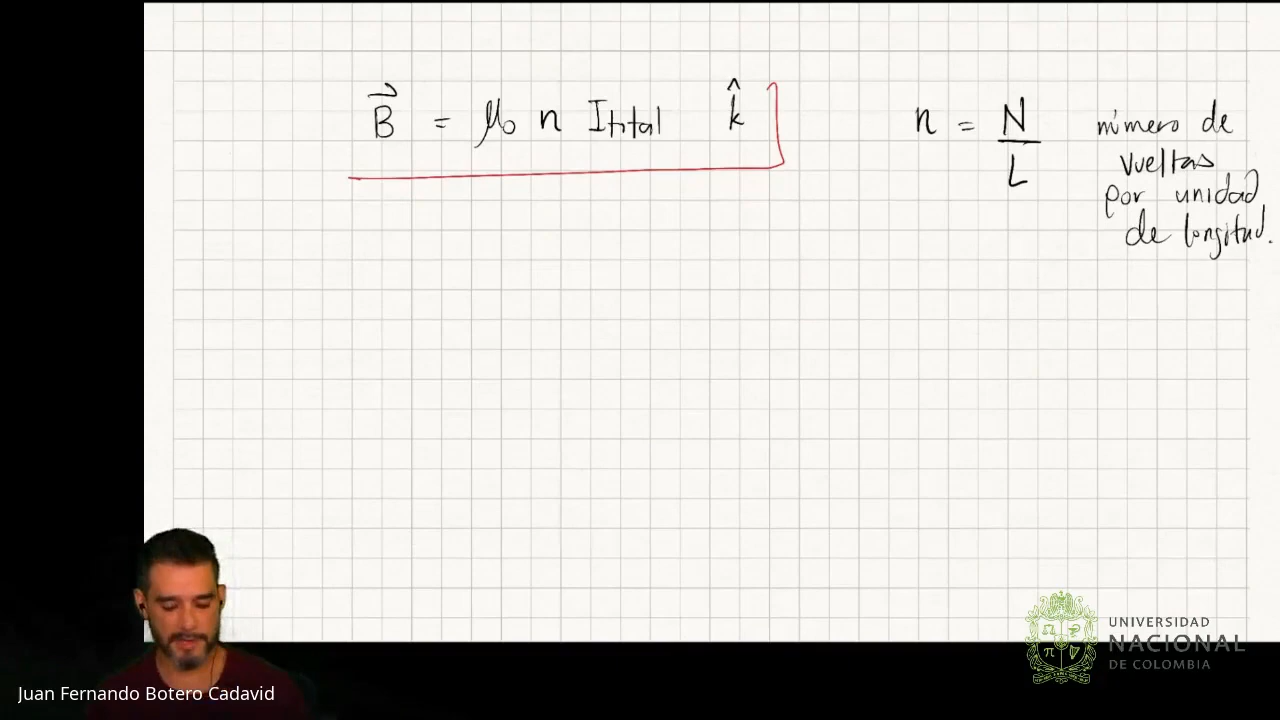 B⃗ = μ₀ n Itotal k̂
n = N/L
número de
vueltas
por unidad
de longitud.
UNIVERSIDAD
NACIONAL
DE COLOMBIA
Juan Fernando Botero Cadavid